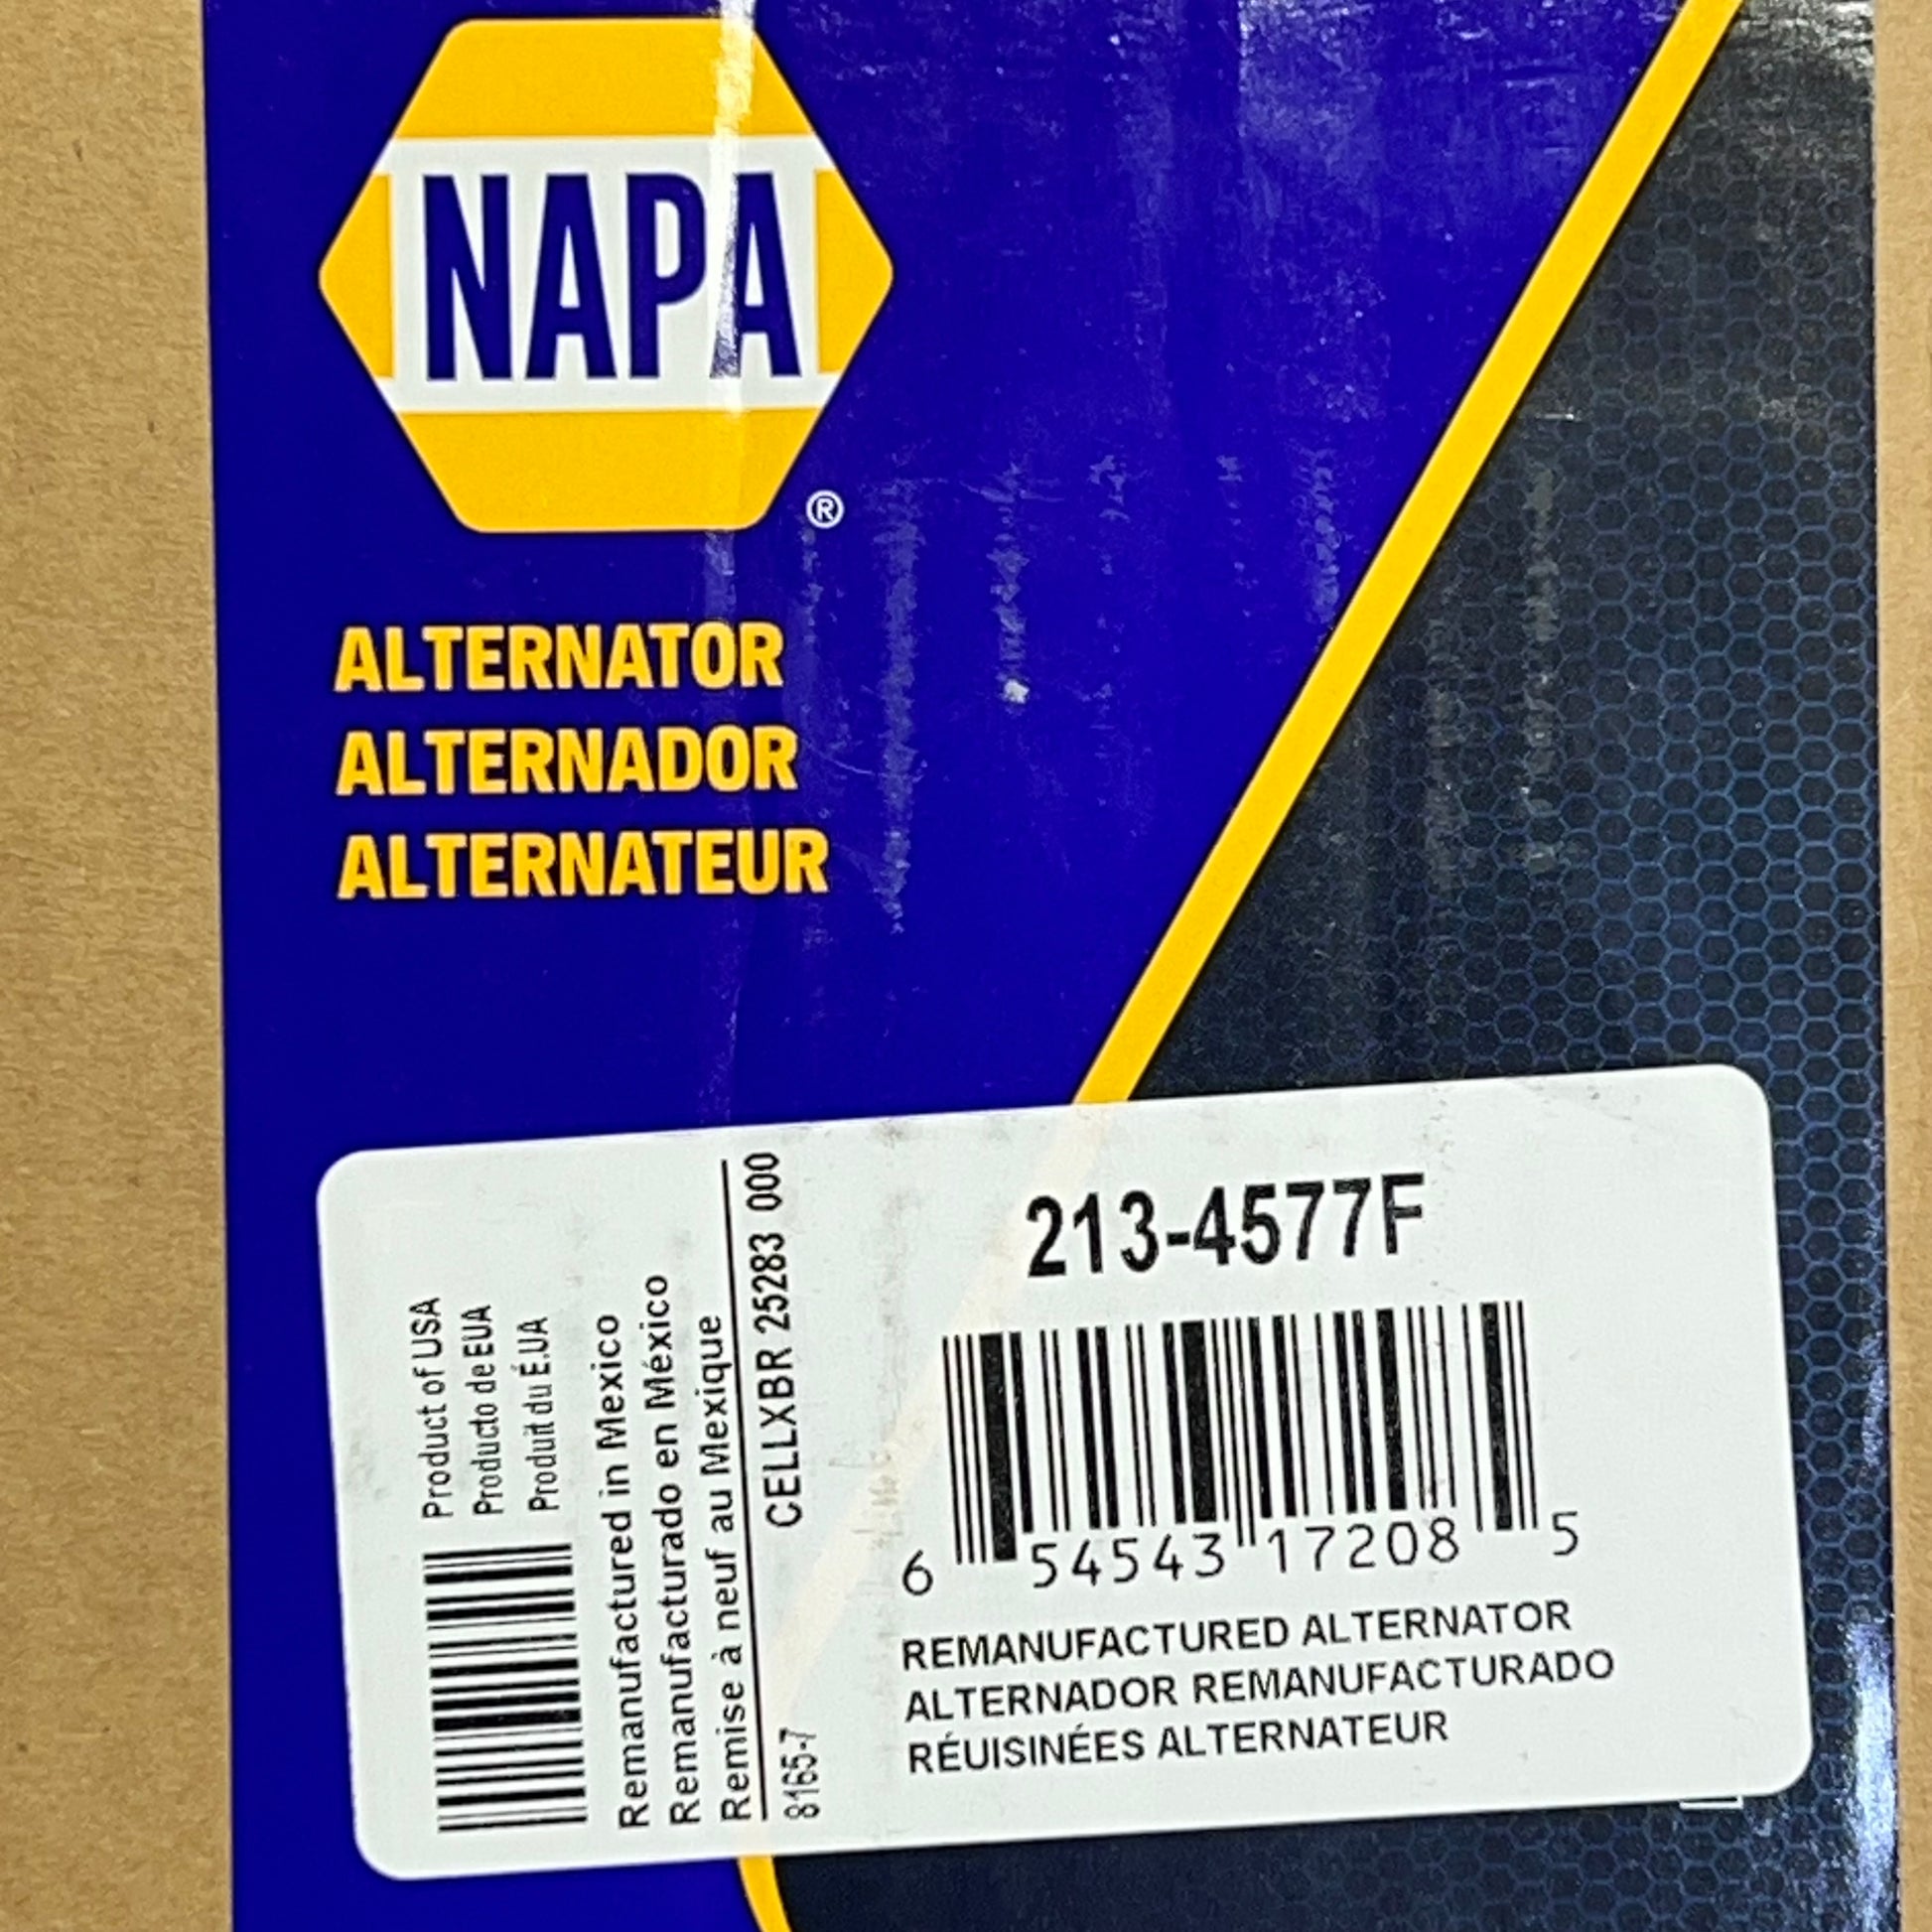 NAPA
®
ALTERNATOR
ALTERNADOR
ALTERNATEUR
213-4577F
6 54543 17208 5
REMANUFACTURED ALTERNATOR
ALTERNADOR REMANUFACTURADO
RÉUISINÉES ALTERNATEUR
Product of USA
Producto de EUA
Produit du É.UA
Remanufactured in Mexico
Remanufacturado en México
Remise à neuf au Mexique
8165-7 CELLXBR 25283 000